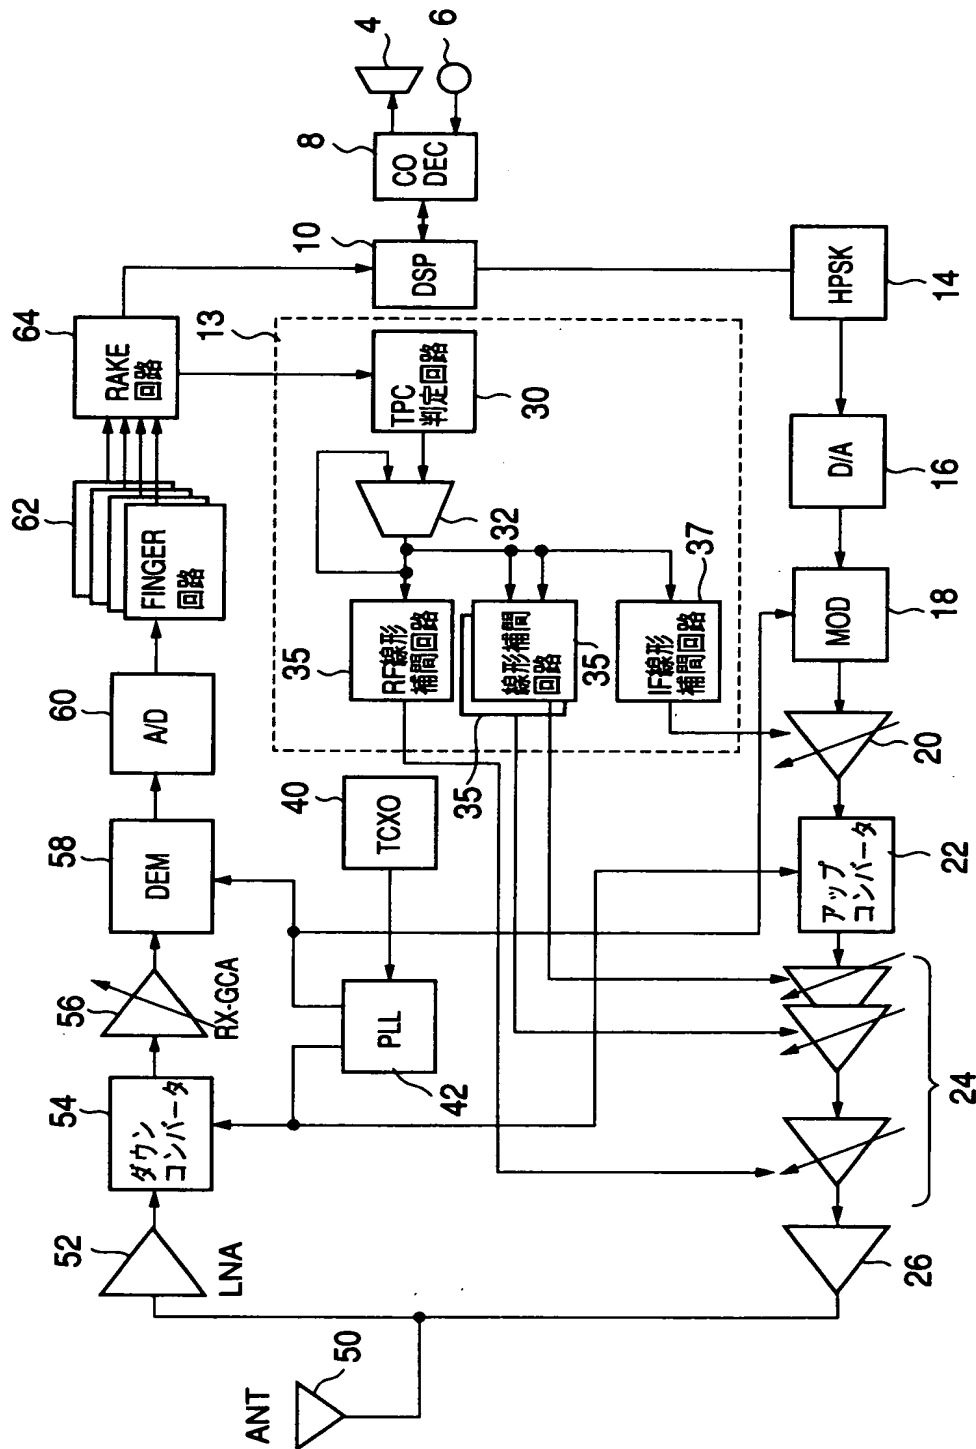 ANT
50
52
LNA
54
ダウン
コンバータ
56
RX-GCA
58
DEM
60
A/D
62
FINGER
回路
64
RAKE
回路
40
TCXO
42
PLL
13
TPC
判定回路
30
32
35
RF線形
補間回路
線形補間
回路
35
35
IF線形
補間回路
37
10
DSP
8
CO
DEC
4
6
HPSK
14
D/A
16
MOD
18
20
アップ
コンバータ
22
24
26